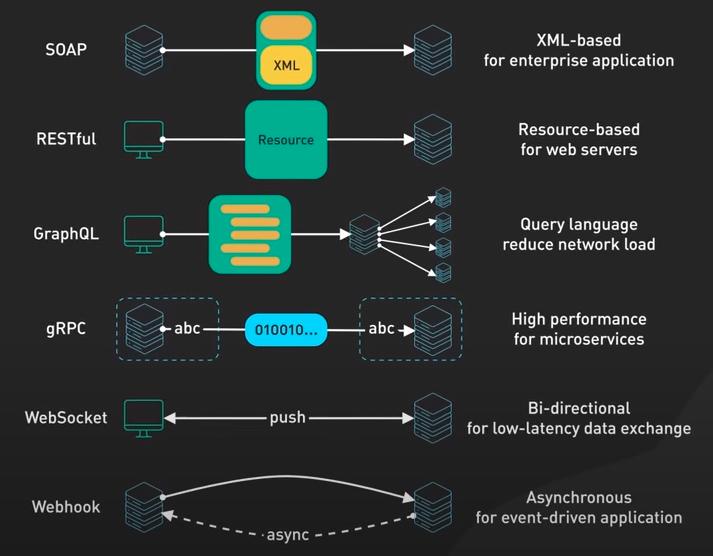 SOAP
XML
XML-based
for enterprise application
RESTful
Resource
Resource-based
for web servers
GraphQL
Query language
reduce network load
gRPC
abc
010010...
abc
High performance
for microservices
WebSocket
push
Bi-directional
for low-latency data exchange
Webhook
async
Asynchronous
for event-driven application